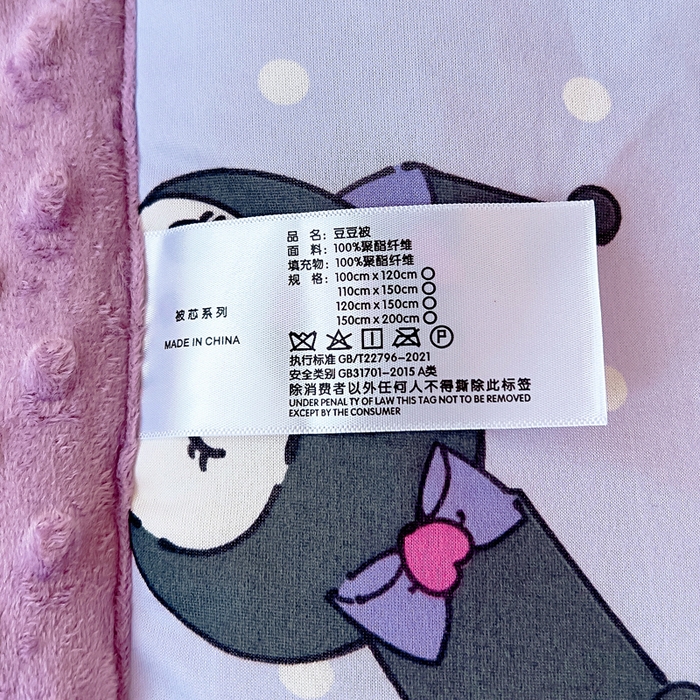 被芯系列
MADE IN CHINA
品 名：豆豆被
面 料：100%聚酯纤维
填充物：100%聚酯纤维
规 格：100cm x 120cm
110cm x 150cm
120cm x 150cm
150cm x 200cm
P
执行标准 GB/T22796–2021
安全类别 GB31701–2015 A类
除消费者以外任何人不得撕除此标签
UNDER PENAL TY OF LAW THIS TAG NOT TO BE REMOVED
EXCEPT BY THE CONSUMER